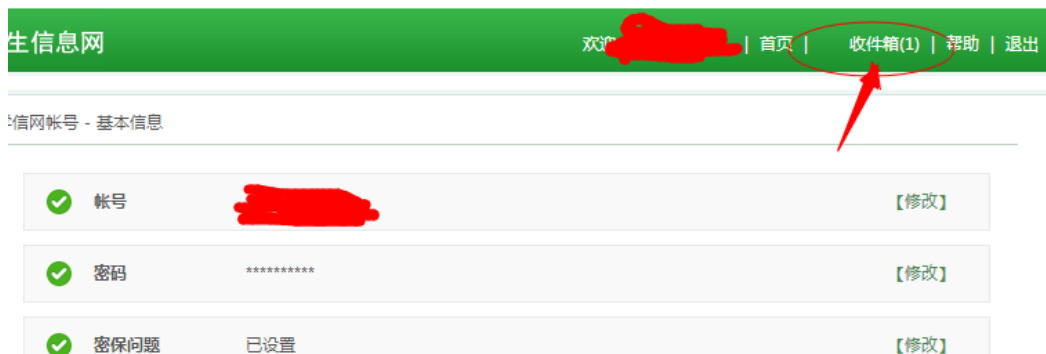 生信息网
欢迎 | 首页 | 收件箱(1) | 帮助 | 退出
信网帐号 - 基本信息
帐号 【修改】
密码 ********** 【修改】
密保问题 已设置 【修改】